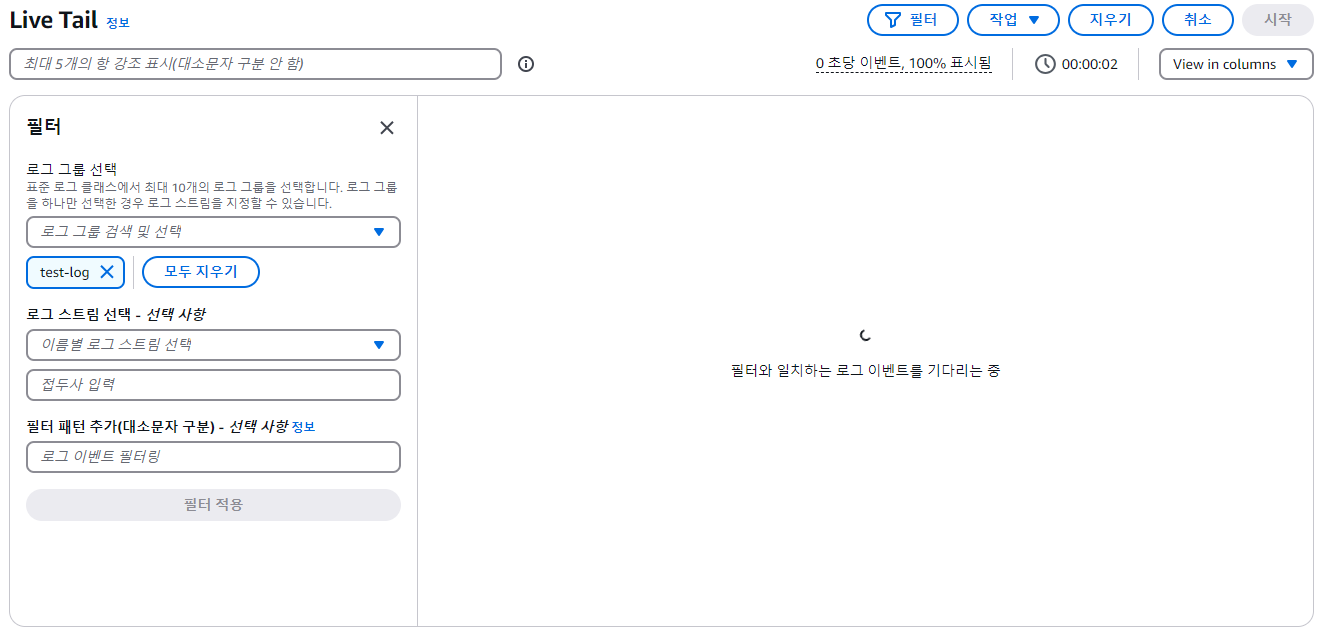 Live Tail 정보
필터 작업 지우기 취소 시작
최대 5개의 항 강조 표시(대소문자 구분 안 함)
0 초당 이벤트, 100% 표시됨 00:00:02 View in columns
필터
로그 그룹 선택
표준 로그 클래스에서 최대 10개의 로그 그룹을 선택합니다. 로그 그룹
을 하나만 선택한 경우 로그 스트림을 지정할 수 있습니다.
로그 그룹 검색 및 선택
test-log 모두 지우기
로그 스트림 선택 - 선택 사항
이름별 로그 스트림 선택
접두사 입력
필터 패턴 추가(대소문자 구분) - 선택 사항 정보
로그 이벤트 필터링
필터 적용
필터와 일치하는 로그 이벤트를 기다리는 중